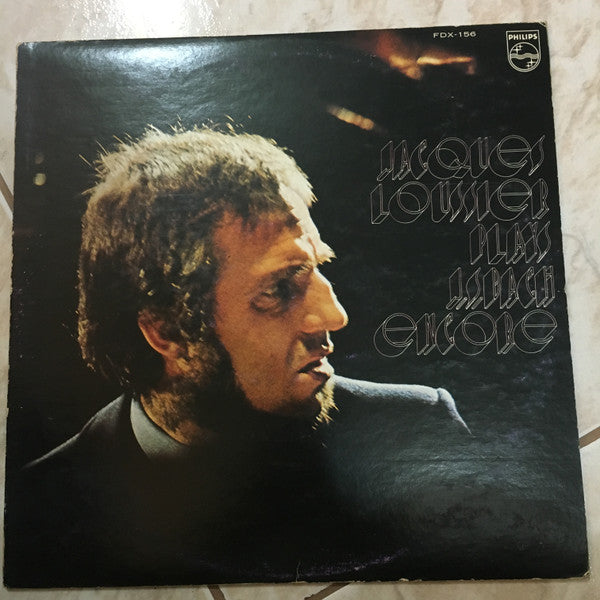 FDX-156
PHILIPS
JACQUES
LOUSSIER
PLAYS
J.S.BACH
ENCORE